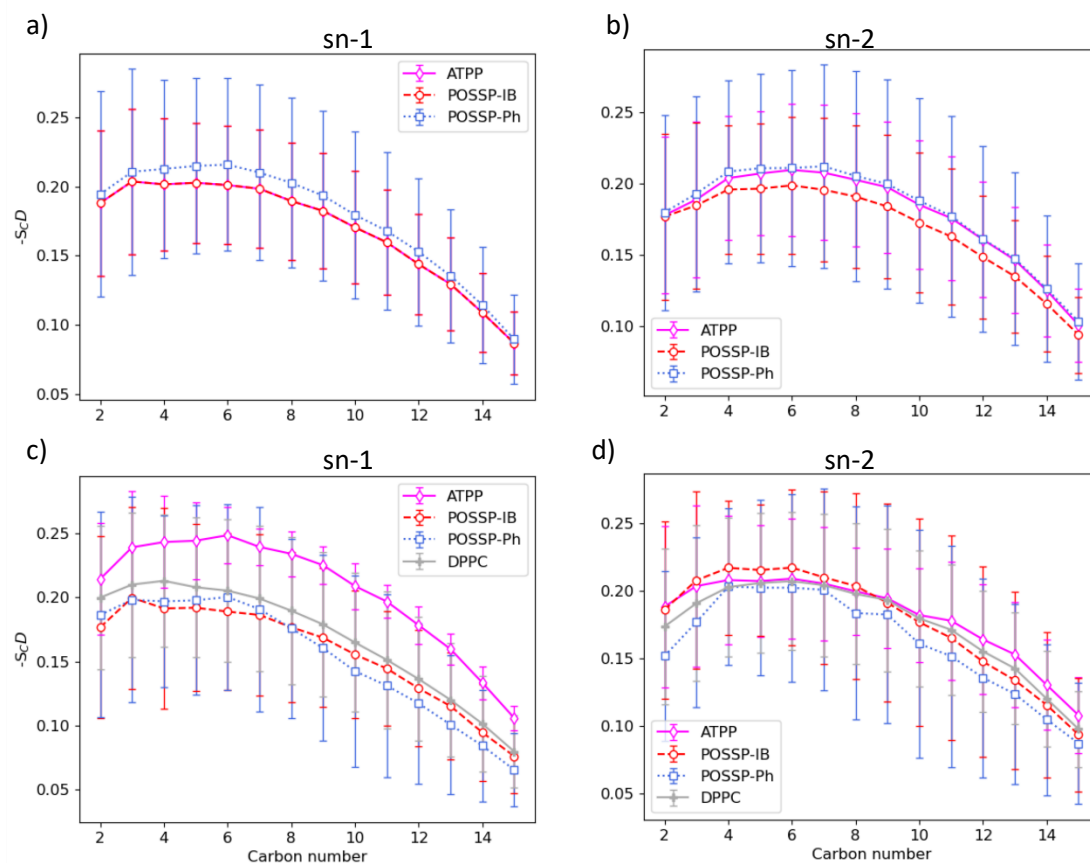 a)
sn-1
-ScD
0.25
0.20
0.15
0.10
0.05
2 4 6 8 10 12 14
ATPP
POSSP-IB
POSSP-Ph
b)
sn-2
0.25
0.20
0.15
0.10
2 4 6 8 10 12 14
ATPP
POSSP-IB
POSSP-Ph
c)
sn-1
-ScD
0.25
0.20
0.15
0.10
0.05
2 4 6 8 10 12 14
Carbon number
ATPP
POSSP-IB
POSSP-Ph
DPPC
d)
sn-2
0.25
0.20
0.15
0.10
0.05
2 4 6 8 10 12 14
Carbon number
ATPP
POSSP-IB
POSSP-Ph
DPPC